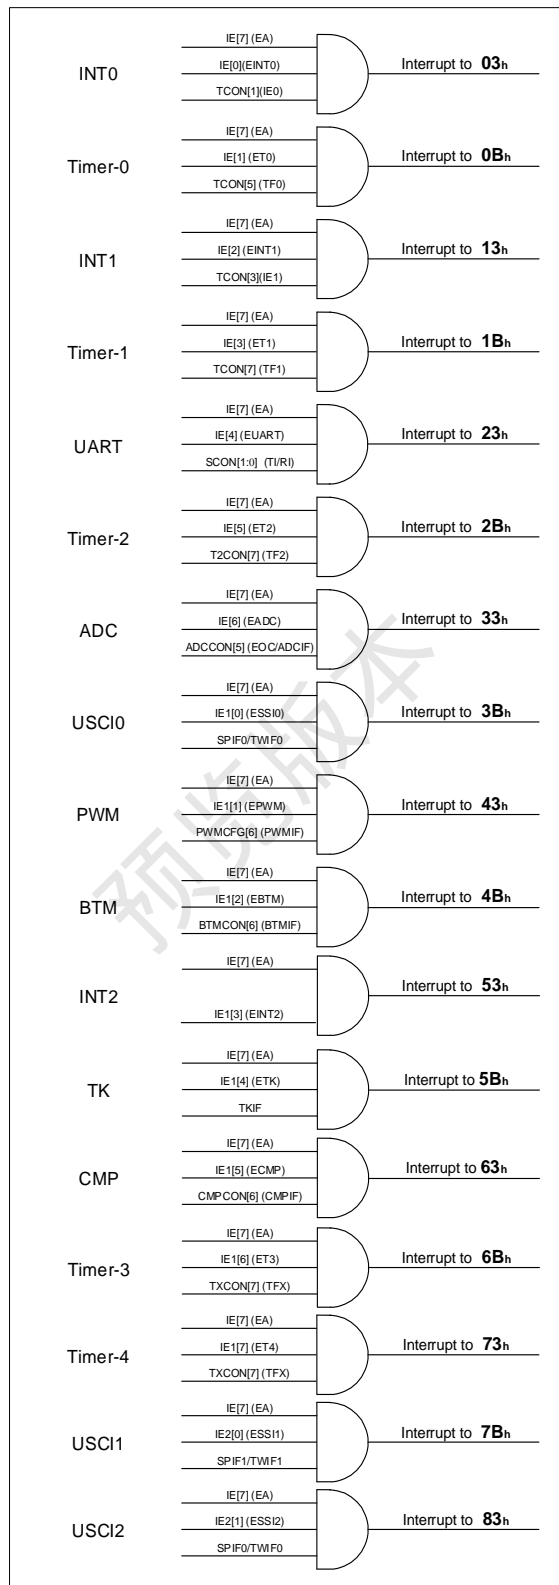 IE[7] (EA)
INT0 IE[0](EINT0) Interrupt to 03h
TCON[1](IE0)
IE[7] (EA)
Timer-0 IE[1] (ET0) Interrupt to 0Bh
TCON[5] (TF0)
IE[7] (EA)
INT1 IE[2] (EINT1) Interrupt to 13h
TCON[3](IE1)
IE[7] (EA)
Timer-1 IE[3] (ET1) Interrupt to 1Bh
TCON[7] (TF1)
IE[7] (EA)
UART IE[4] (EUART) Interrupt to 23h
SCON[1:0] (TI/RI)
IE[7] (EA)
Timer-2 IE[5] (ET2) Interrupt to 2Bh
T2CON[7] (TF2)
IE[7] (EA)
ADC IE[6] (EADC) Interrupt to 33h
ADCCON[5] (EOC/ADCIF)
IE[7] (EA)
USCI0 IE1[0] (ESSI0) Interrupt to 3Bh
SPIF0/TWIF0
IE[7] (EA)
PWM IE1[1] (EPWM) Interrupt to 43h
PWMCFG[6] (PWMIF)
IE[7] (EA)
BTM IE1[2] (EBTM) Interrupt to 4Bh
BTMCON[6] (BTMIF)
IE[7] (EA)
INT2 Interrupt to 53h
IE1[3] (EINT2)
IE[7] (EA)
TK IE1[4] (ETK) Interrupt to 5Bh
TKIF
IE[7] (EA)
CMP IE1[5] (ECMP) Interrupt to 63h
CMPCON[6] (CMPIF)
IE[7] (EA)
Timer-3 IE1[6] (ET3) Interrupt to 6Bh
TXCON[7] (TFX)
IE[7] (EA)
Timer-4 IE1[7] (ET4) Interrupt to 73h
TXCON[7] (TFX)
IE[7] (EA)
USCI1 IE2[0] (ESSI1) Interrupt to 7Bh
SPIF1/TWIF1
IE[7] (EA)
USCI2 IE2[1] (ESSI2) Interrupt to 83h
SPIF0/TWIF0
预览版本